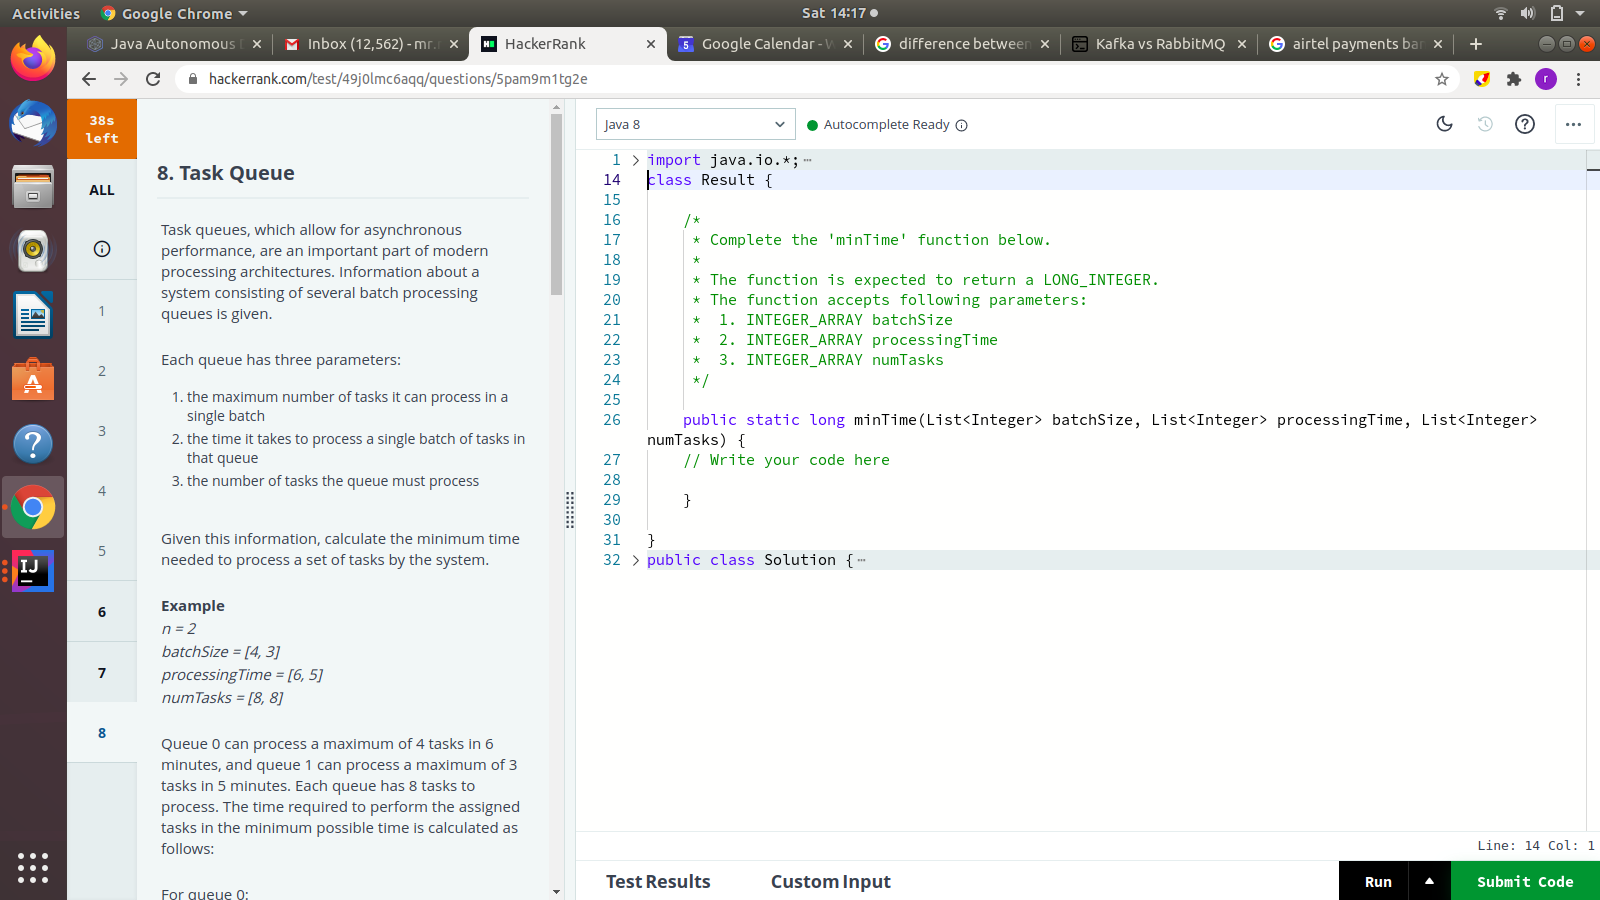 Activities
Google Chrome
Sat 14:17
Java Autonomous
Inbox (12,562) - mr.
HackerRank
Google Calendar - W
difference between
Kafka vs RabbitMQ
airtel payments ban
hackerrank.com/test/49j0lmc6aqq/questions/5pam9m1tg2e
r
38s
left
ALL
1
2
3
4
5
6
7
8
8. Task Queue
Task queues, which allow for asynchronous
performance, are an important part of modern
processing architectures. Information about a
system consisting of several batch processing
queues is given.
Each queue has three parameters:
1. the maximum number of tasks it can process in a
single batch
2. the time it takes to process a single batch of tasks in
that queue
3. the number of tasks the queue must process
Given this information, calculate the minimum time
needed to process a set of tasks by the system.
Example
n = 2
batchSize = [4, 3]
processingTime = [6, 5]
numTasks = [8, 8]
Queue 0 can process a maximum of 4 tasks in 6
minutes, and queue 1 can process a maximum of 3
tasks in 5 minutes. Each queue has 8 tasks to
process. The time required to perform the assigned
tasks in the minimum possible time is calculated as
follows:
For queue 0:
Java 8
Autocomplete Ready
1 import java.io.*;
14 class Result {
15
16 /*
17 * Complete the 'minTime' function below.
18 *
19 * The function is expected to return a LONG_INTEGER.
20 * The function accepts following parameters:
21 * 1. INTEGER_ARRAY batchSize
22 * 2. INTEGER_ARRAY processingTime
23 * 3. INTEGER_ARRAY numTasks
24 */
25
26 public static long minTime(List<Integer> batchSize, List<Integer> processingTime, List<Integer>
numTasks) {
27 // Write your code here
28
29 }
30
31 }
32 public class Solution {
Line: 14 Col: 1
Test Results
Custom Input
Run
Submit Code